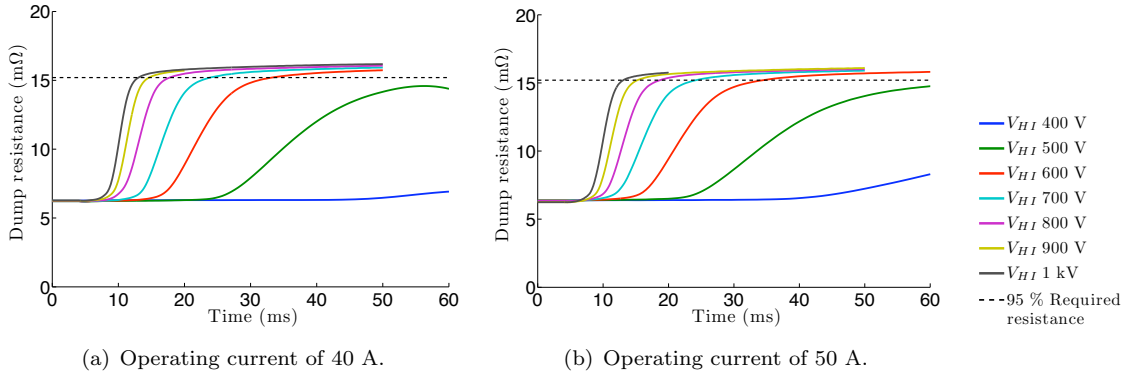 20
15
10
5
0
Dump resistance (mΩ)
0 10 20 30 40 50 60
Time (ms)
(a) Operating current of 40 A.
20
15
10
5
0
Dump resistance (mΩ)
0 10 20 30 40 50 60
Time (ms)
(b) Operating current of 50 A.
V_HI 400 V
V_HI 500 V
V_HI 600 V
V_HI 700 V
V_HI 800 V
V_HI 900 V
V_HI 1 kV
95 % Required
resistance